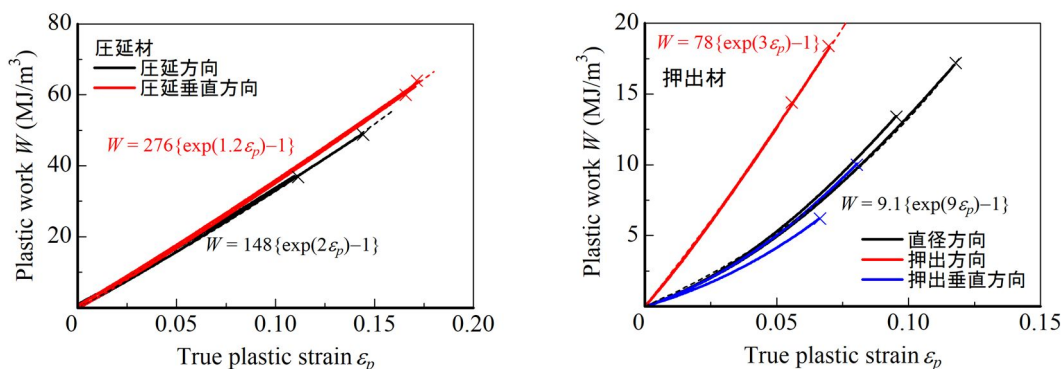 80
60
40
20
0
0.05
0.10
0.15
0.20
Plastic work W (MJ/m³)
True plastic strain εp
圧延材
圧延方向
圧延垂直方向
W = 276{exp(1.2εp)−1}
W = 148{exp(2εp)−1}
20
15
10
5
0
0
0.05
0.10
0.15
Plastic work W (MJ/m³)
True plastic strain εp
W = 78{exp(3εp)−1}
押出材
W = 9.1{exp(9εp)−1}
直径方向
押出方向
押出垂直方向